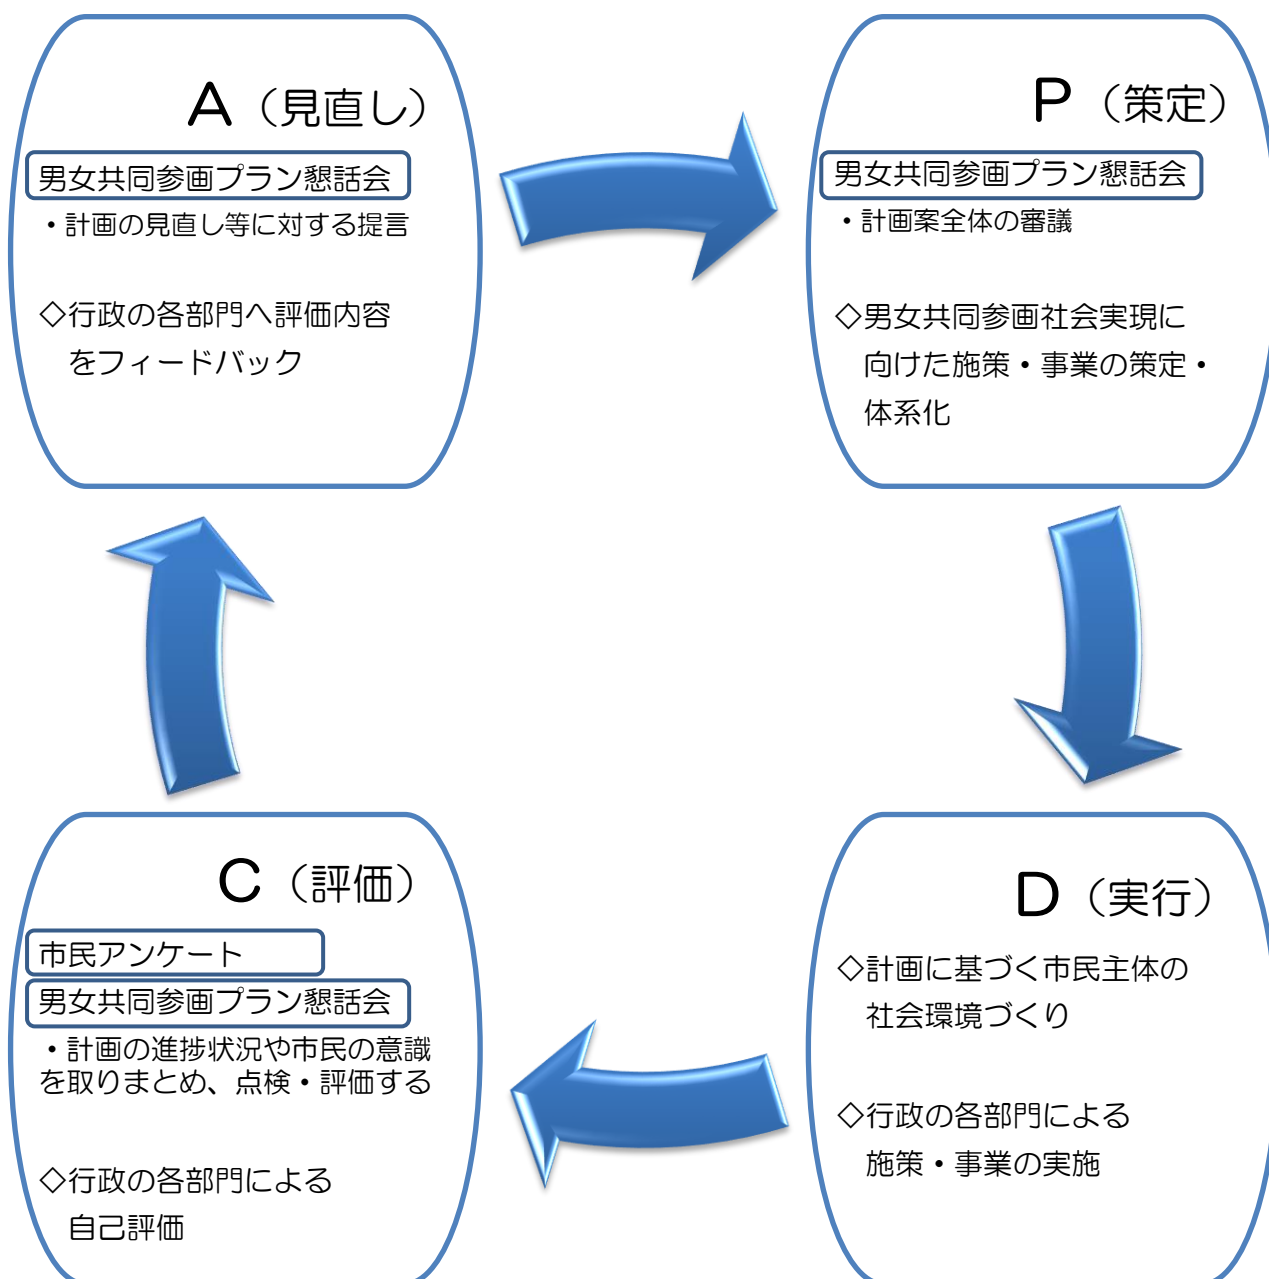 A（見直し）
男女共同参画プラン懇話会
・計画の見直し等に対する提言
◇行政の各部門へ評価内容
をフィードバック
P（策定）
男女共同参画プラン懇話会
・計画案全体の審議
◇男女共同参画社会実現に
向けた施策・事業の策定・
体系化
C（評価）
市民アンケート
男女共同参画プラン懇話会
・計画の進捗状況や市民の意識
を取りまとめ、点検・評価する
◇行政の各部門による
自己評価
D（実行）
◇計画に基づく市民主体の
社会環境づくり
◇行政の各部門による
施策・事業の実施